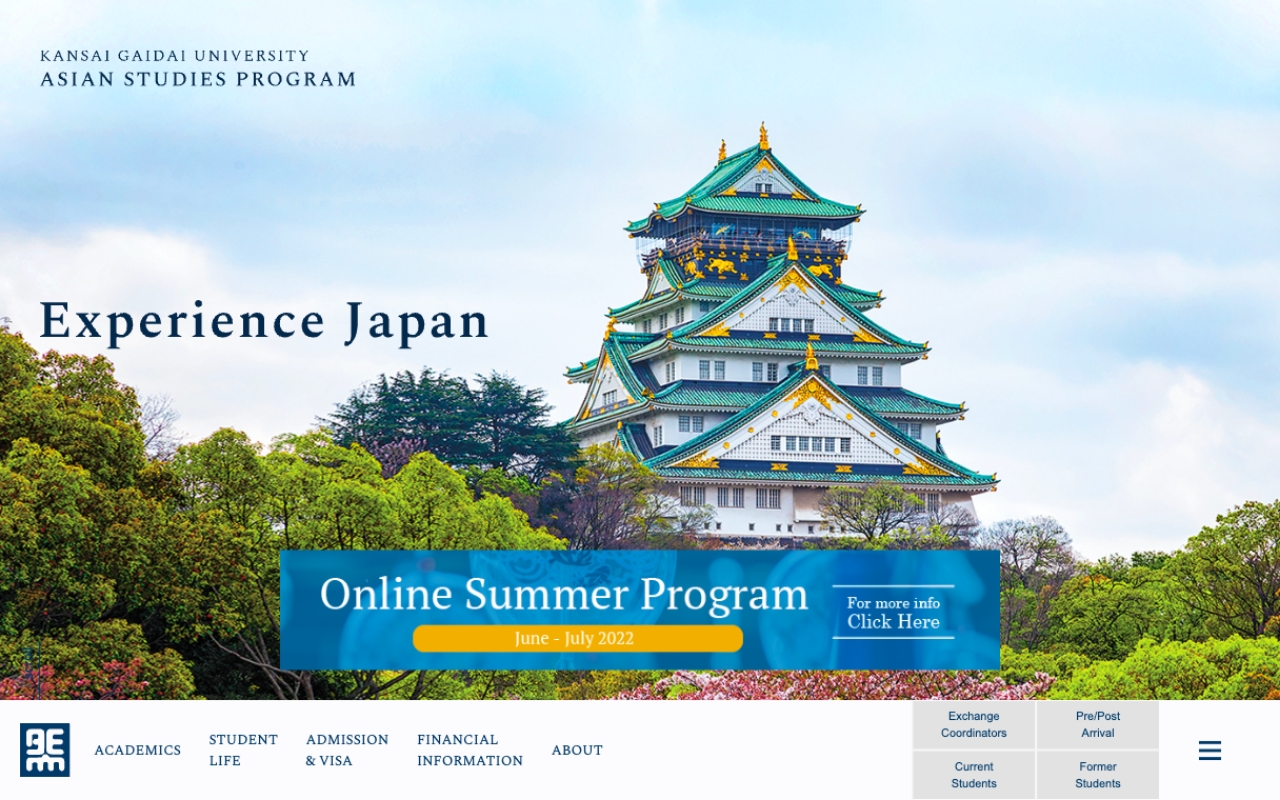 KANSAI GAIDAI UNIVERSITY
ASIAN STUDIES PROGRAM
Experience Japan
Online Summer Program
June - July 2022
For more info
Click Here
ACADEMICS
STUDENT
LIFE
ADMISSION
& VISA
FINANCIAL
INFORMATION
ABOUT
Exchange
Coordinators
Pre/Post
Arrival
Current
Students
Former
Students